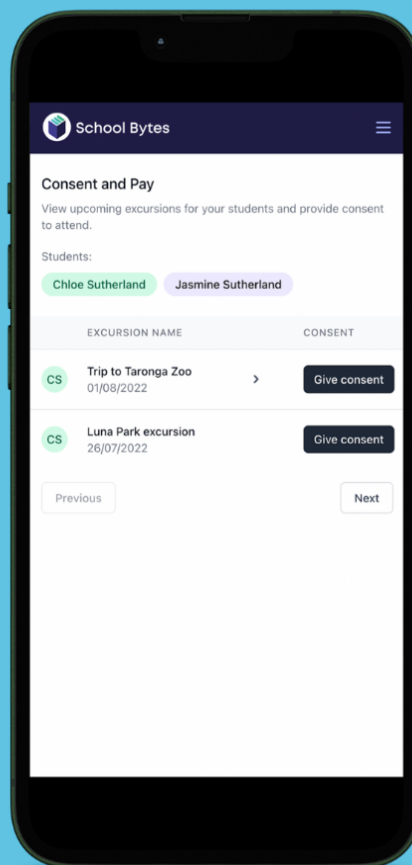 School Bytes
Consent and Pay
View upcoming excursions for your students and provide consent
to attend.
Students:
Chloe Sutherland Jasmine Sutherland
EXCURSION NAME CONSENT
CS Trip to Taronga Zoo Give consent
01/08/2022
CS Luna Park excursion Give consent
26/07/2022
Previous Next